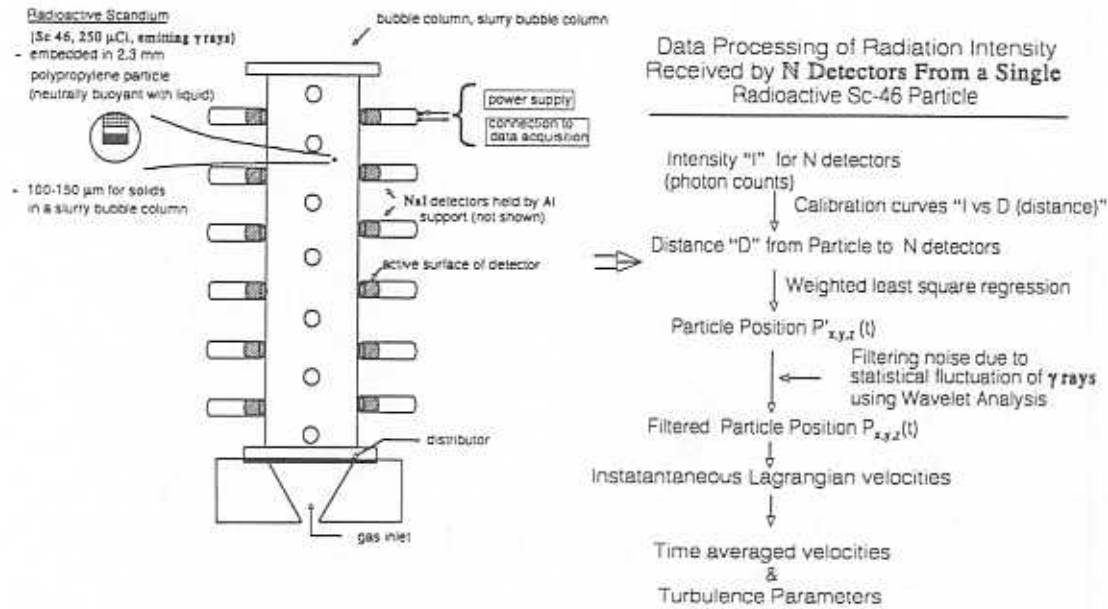 Radioactive Scandium
(Sc 46, 250 μCi, emitting γ rays)
- embedded in 2.3 mm
polypropylene particle
(neutrally buoyant with liquid)
- 100-150 μm for solids
in a slurry bubble column
bubble column, slurry bubble column
power supply
connection to
data acquisition
NaI detectors held by Al
support (not shown)
active surface of detector
distributor
gas inlet
Data Processing of Radiation Intensity
Received by N Detectors From a Single
Radioactive Sc-46 Particle
Intensity "I" for N detectors
(photon counts)
Calibration curves "I vs D (distance)"
Distance "D" from Particle to N detectors
Weighted least square regression
Particle Position P'x,y,z (t)
Filtering noise due to
statistical fluctuation of γ rays
using Wavelet Analysis
Filtered Particle Position Px,y,z(t)
Instatantaneous Lagrangian velocities
Time averaged velocities
&
Turbulence Parameters